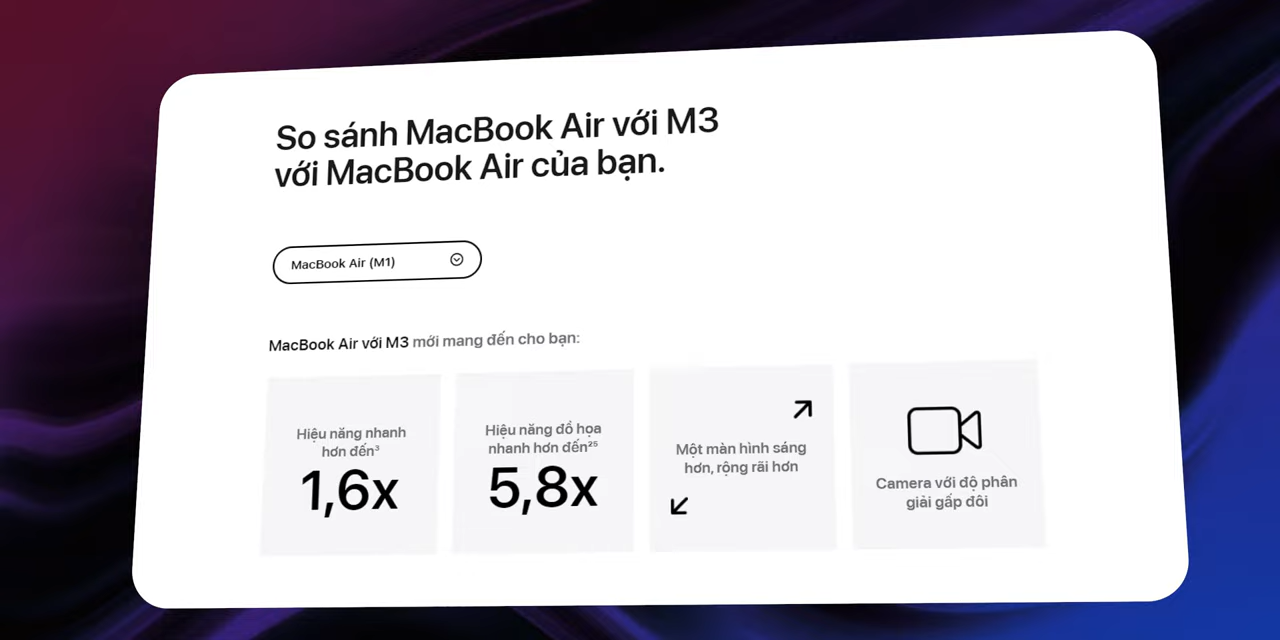 So sánh MacBook Air với M3
với MacBook Air của bạn.
MacBook Air (M1)
MacBook Air với M3 mới mang đến cho bạn:
Hiệu năng nhanh
hơn đến³
1,6x
Hiệu năng đồ họa
nhanh hơn đến²⁵
5,8x
Một màn hình sáng
hơn, rộng rãi hơn
Camera với độ phân
giải gấp đôi